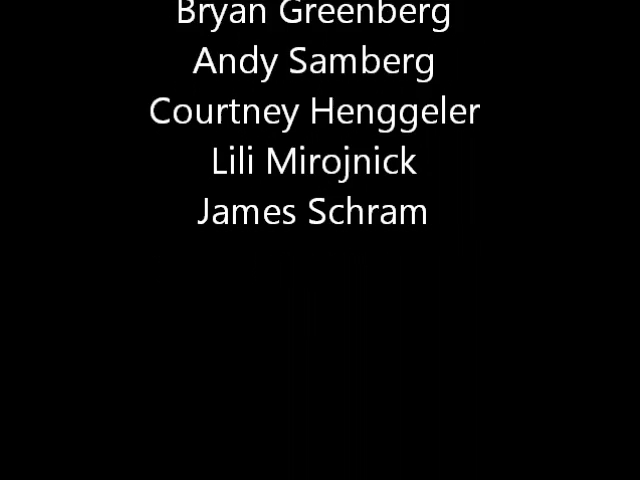 Bryan Greenberg
Andy Samberg
Courtney Henggeler
Lili Mirojnick
James Schram